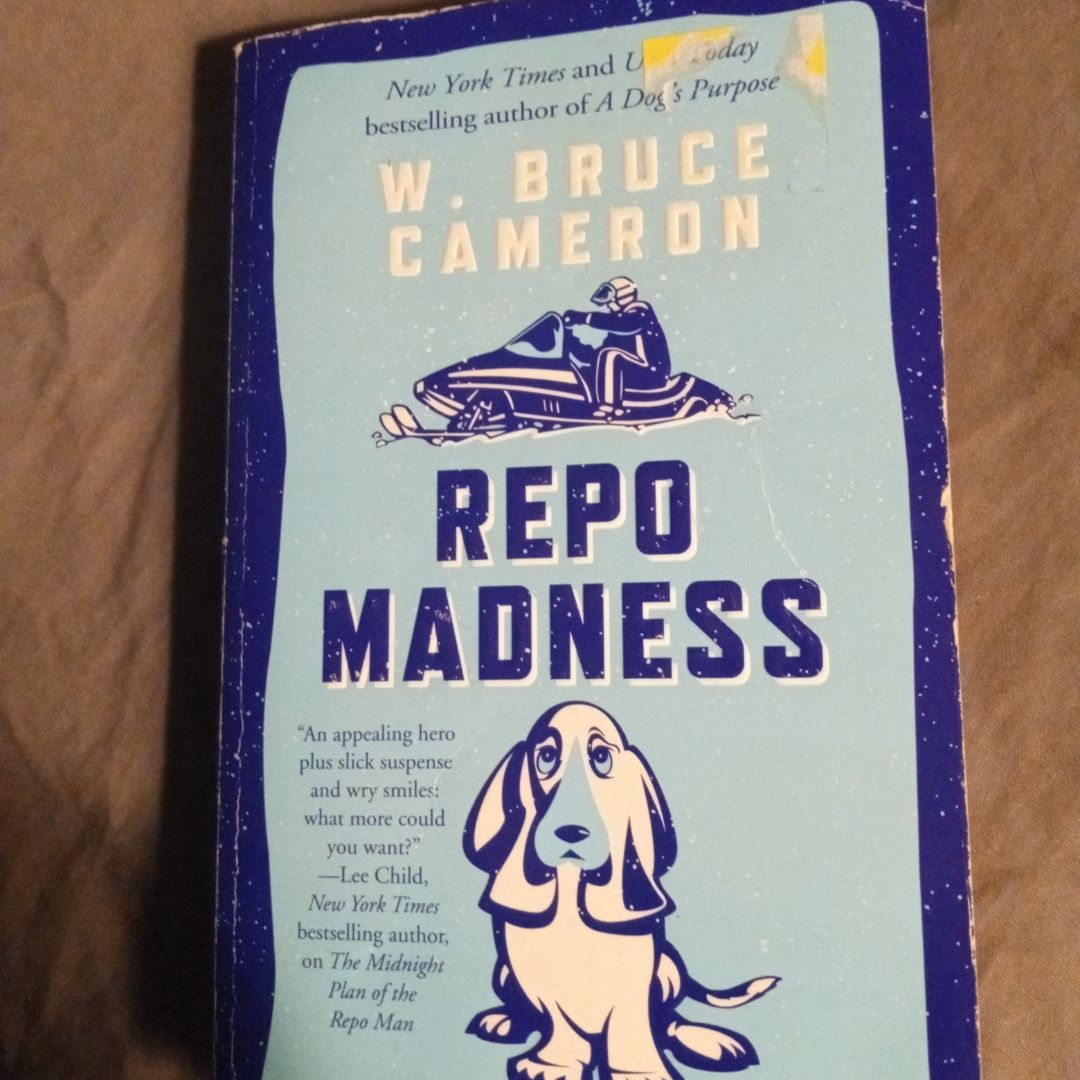 New York Times and U Today
bestselling author of A Dog's Purpose
W. BRUCE
CAMERON
REPO
MADNESS
“An appealing hero
plus slick suspense
and wry smiles:
what more could
you want?”
—Lee Child,
New York Times
bestselling author,
on The Midnight
Plan of the
Repo Man